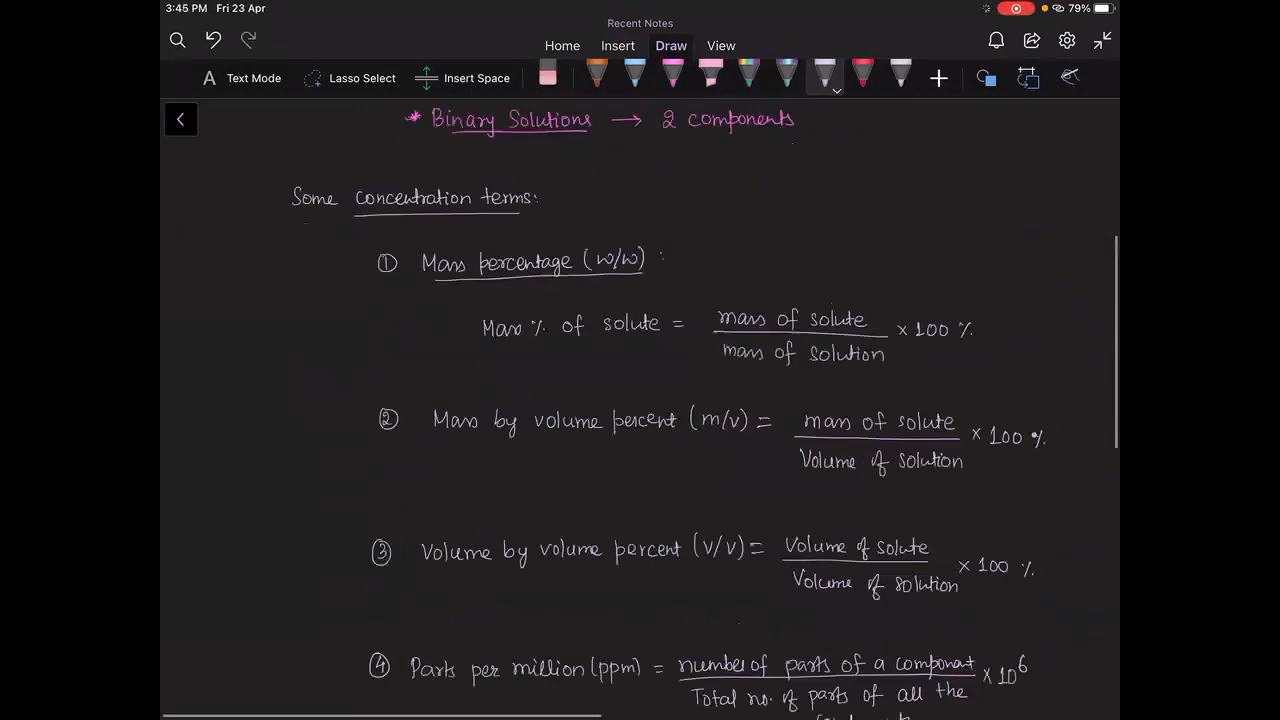 3:45 PM Fri 23 Apr
79%
Recent Notes
Home Insert Draw View
Text Mode Lasso Select Insert Space
* Binary Solutions → 2 components
Some concentration terms:
① Mass percentage (w/w) :
Mass % of solute = mass of solute / mass of solution × 100 %
② Mass by volume percent (m/v) = mass of solute / Volume of solution × 100 %
③ Volume by volume percent (v/v) = Volume of solute / Volume of solution × 100 %
④ Parts per million (ppm) = number of parts of a component / Total no. of parts of all the × 10⁶